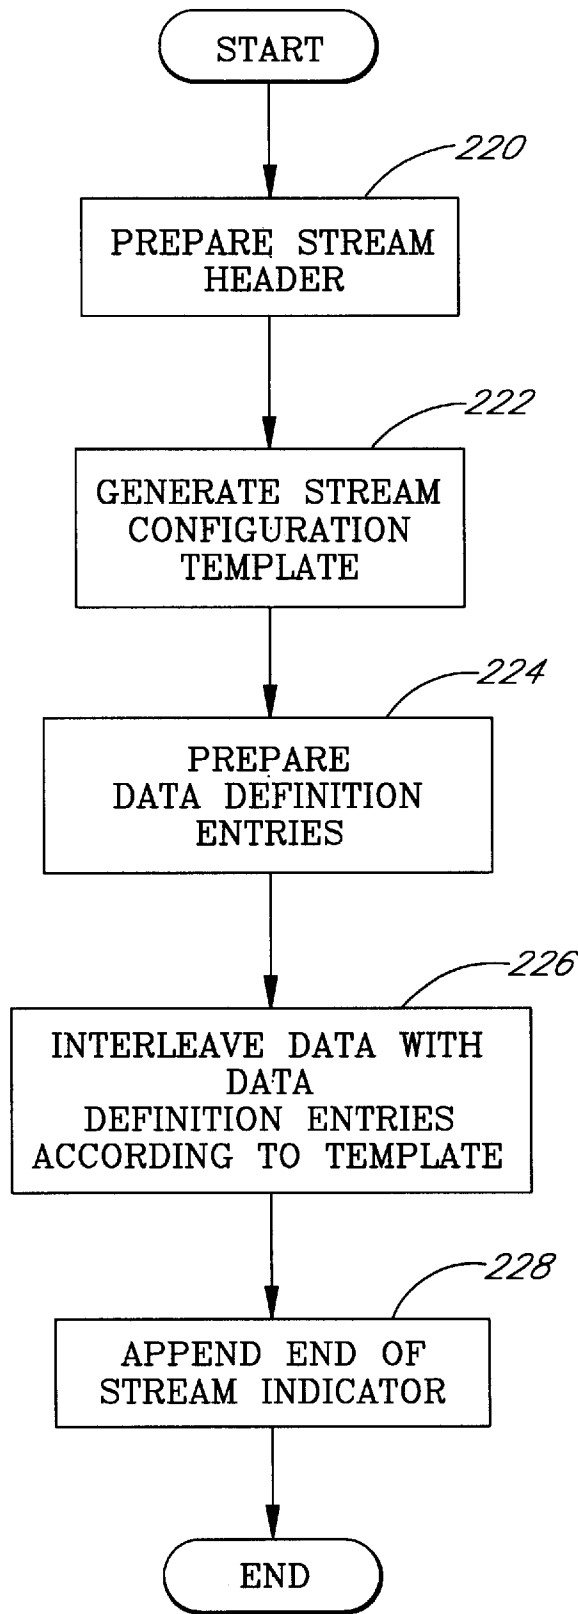 START
220
PREPARE STREAM
HEADER
222
GENERATE STREAM
CONFIGURATION
TEMPLATE
224
PREPARE
DATA DEFINITION
ENTRIES
226
INTERLEAVE DATA WITH
DATA
DEFINITION ENTRIES
ACCORDING TO TEMPLATE
228
APPEND END OF
STREAM INDICATOR
END